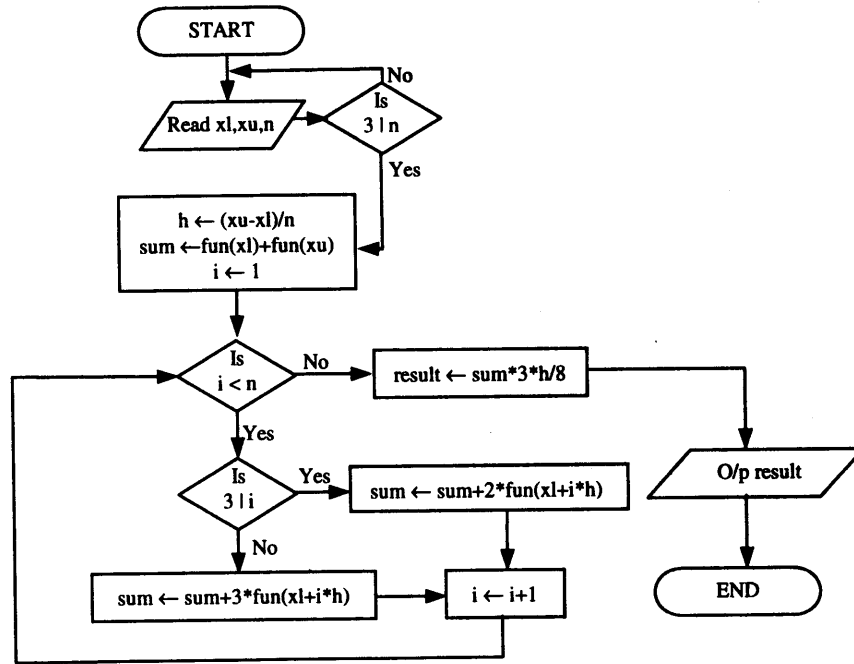 START
No
Read xl,xu,n
Is
3 | n
Yes
h ← (xu-xl)/n
sum ←fun(xl)+fun(xu)
i ← 1
Is
i < n
No
result ← sum*3*h/8
Yes
Is
3 | i
Yes
sum ← sum+2*fun(xl+i*h)
O/p result
No
sum ← sum+3*fun(xl+i*h)
i ← i+1
END